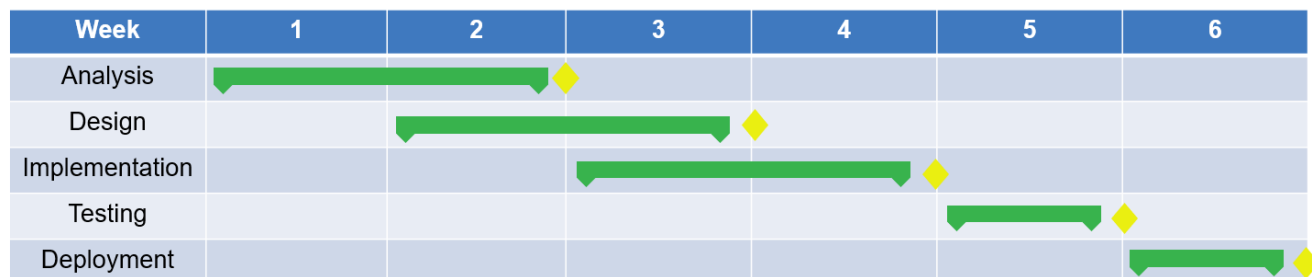 Week 1 2 3 4 5 6
Analysis
Design
Implementation
Testing
Deployment